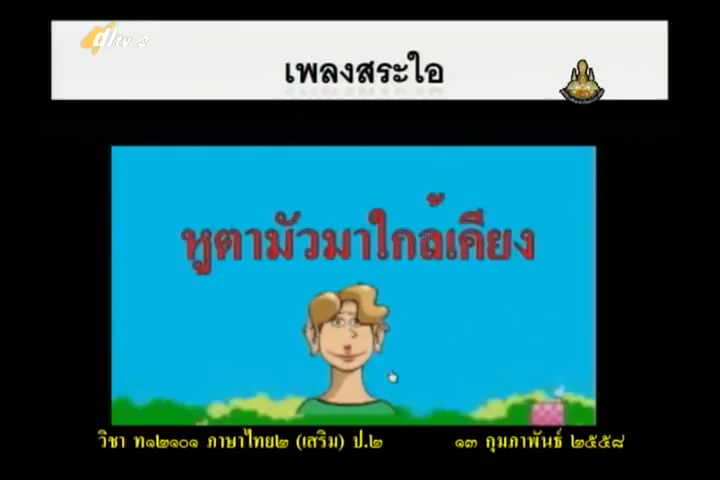 dltv ๕
เพลงสระใอ
หูตามัวมาใกล้เคียง
วิชา ท๑๒๑๐๑ ภาษาไทย๒ (เสริม) ป.๒ ๑๓ กุมภาพันธ์ ๒๕๕๘